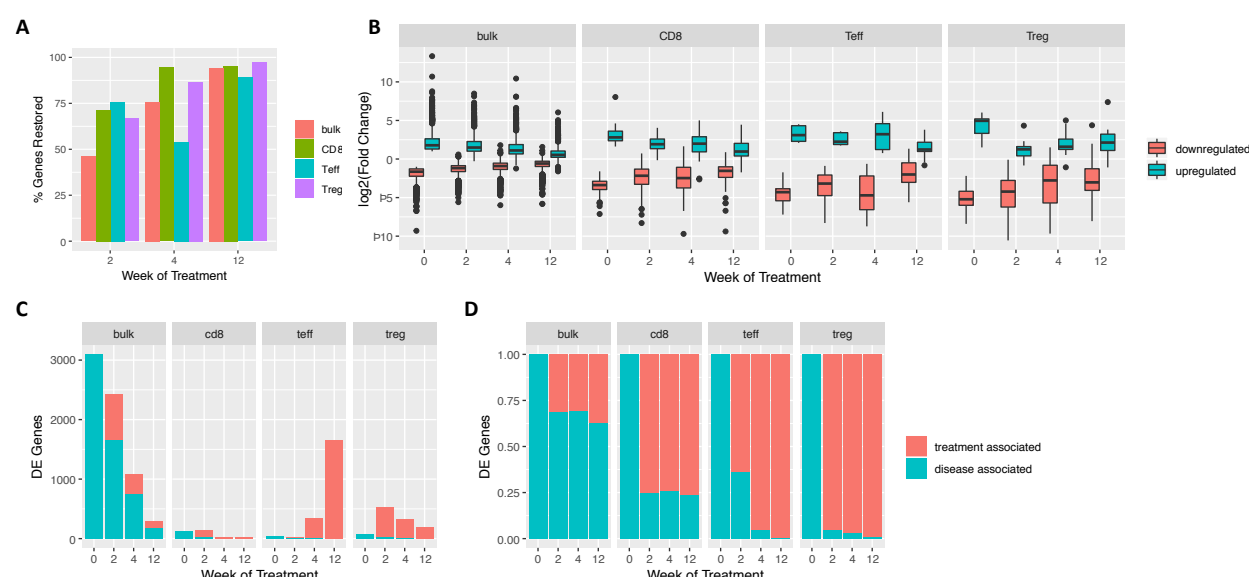 A
% Genes Restored
100
75
50
25
0
2
4
12
Week of Treatment
bulk
CD8
Teff
Treg
B
bulk
CD8
Teff
Treg
log2(Fold Change)
10
5
0
Þ5
Þ10
0 2 4 12
0 2 4 12
0 2 4 12
0 2 4 12
Week of Treatment
downregulated
upregulated
C
bulk
cd8
teff
treg
DE Genes
3000
2000
1000
0
0 2 4 12
0 2 4 12
0 2 4 12
0 2 4 12
Week of Treatment
D
bulk
cd8
teff
treg
DE Genes
1.00
0.75
0.50
0.25
0.00
0 2 4 12
0 2 4 12
0 2 4 12
0 2 4 12
Week of Treatment
treatment associated
disease associated